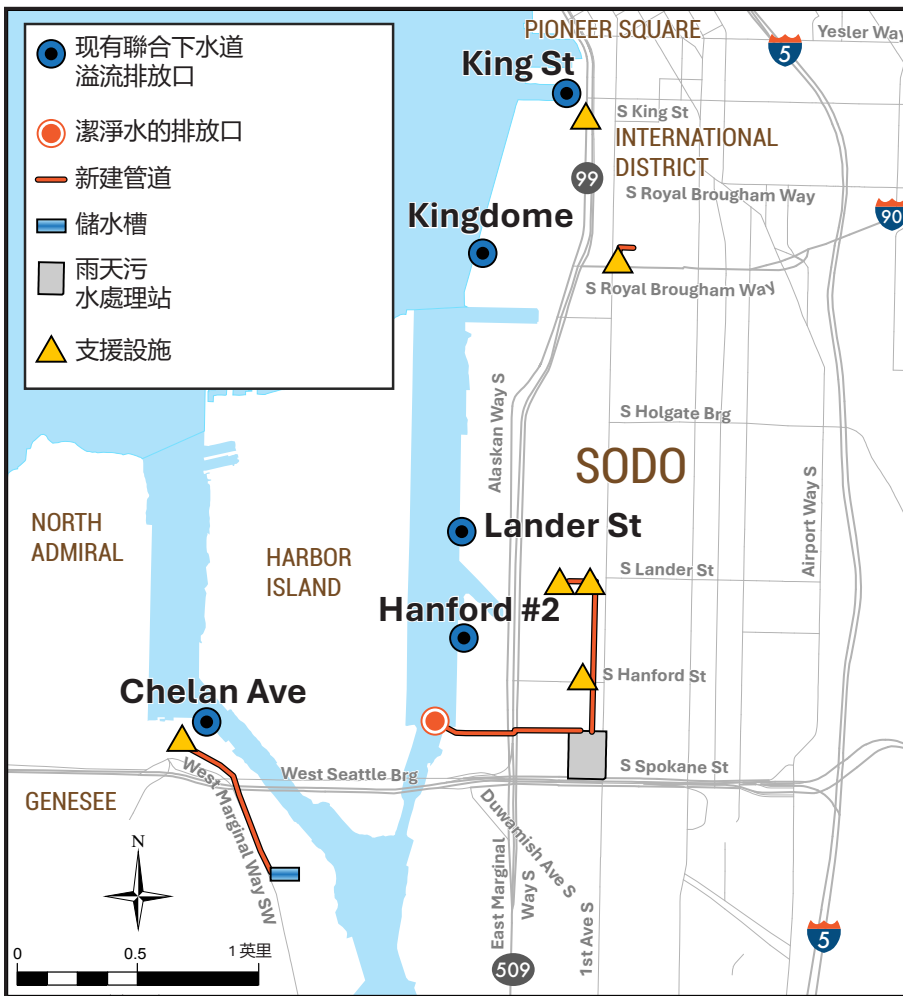 现有聯合下水道
溢流排放口
潔淨水的排放口
新建管道
儲水槽
雨天污
水處理站
支援設施
PIONEER SQUARE
Yesler Way
5
King St
S King St
INTERNATIONAL
DISTRICT
99
S Royal Brougham Way
90
Kingdome
S Royal Brougham Way
Alaskan Way S
S Holgate Brg
SODO
Airport Way S
NORTH
ADMIRAL
HARBOR
ISLAND
Lander St
S Lander St
Hanford #2
S Hanford St
Chelan Ave
West Seattle Brg
S Spokane St
GENESEE
West Marginal Way SW
Duwamish Ave S
East Marginal
Way S
1st Ave S
N
5
509
0
0.5
1 英里